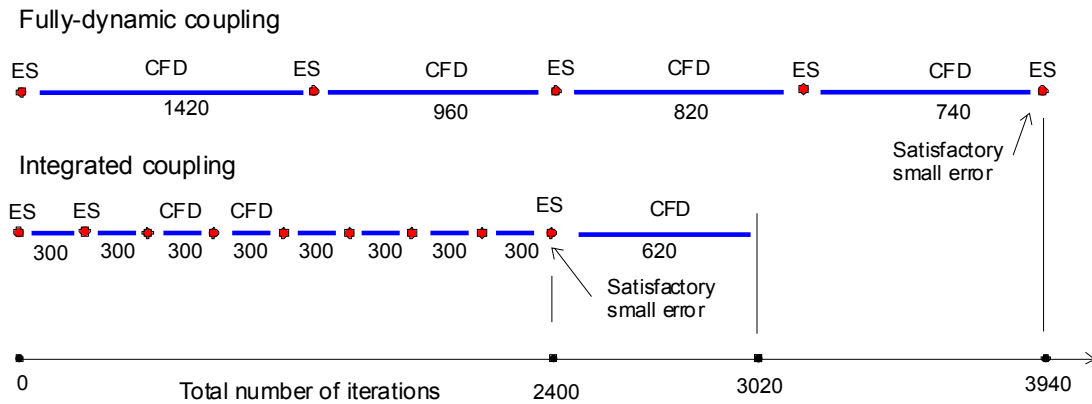 Fully-dynamic coupling
ES CFD ES CFD ES CFD ES CFD ES
1420 960 820 740
Satisfactory
small error
Integrated coupling
ES ES CFD CFD ES CFD
300 300 300 300 300 300 300 300 620
Satisfactory
small error
0 Total number of iterations 2400 3020 3940